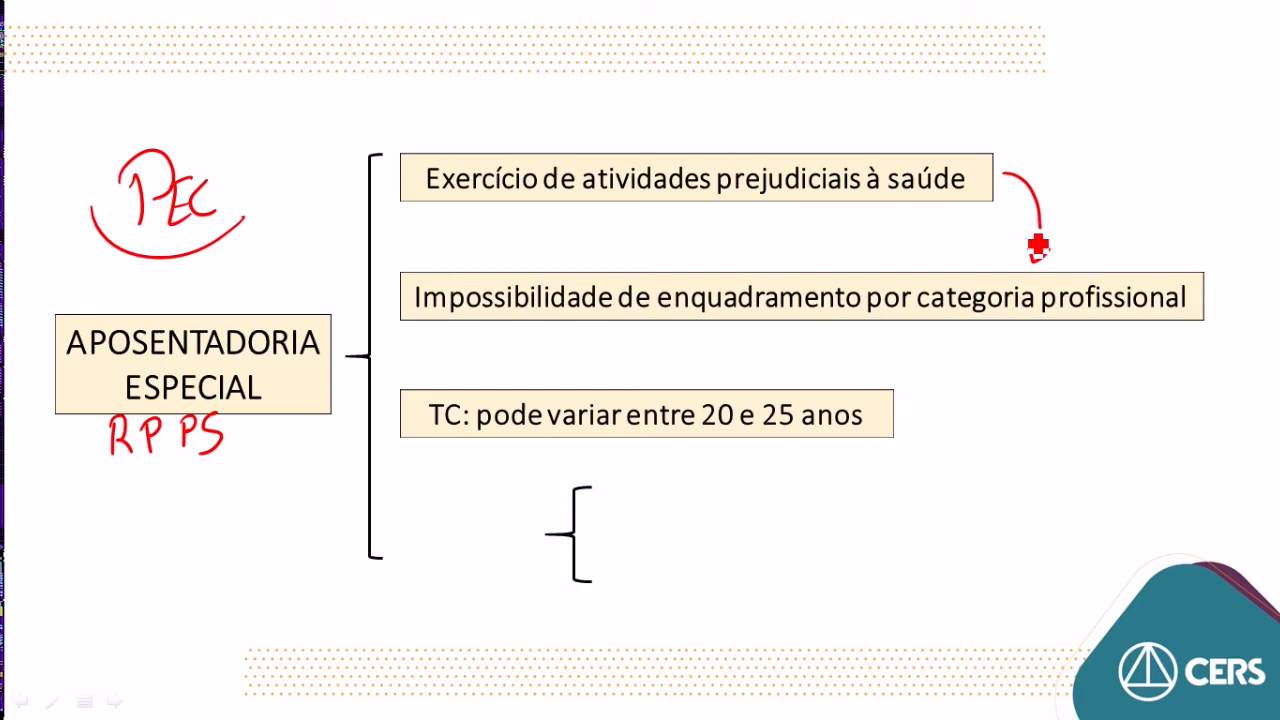 PEC
Exercício de atividades prejudiciais à saúde
Impossibilidade de enquadramento por categoria profissional
APOSENTADORIA
ESPECIAL
RPPS
TC: pode variar entre 20 e 25 anos
CERS